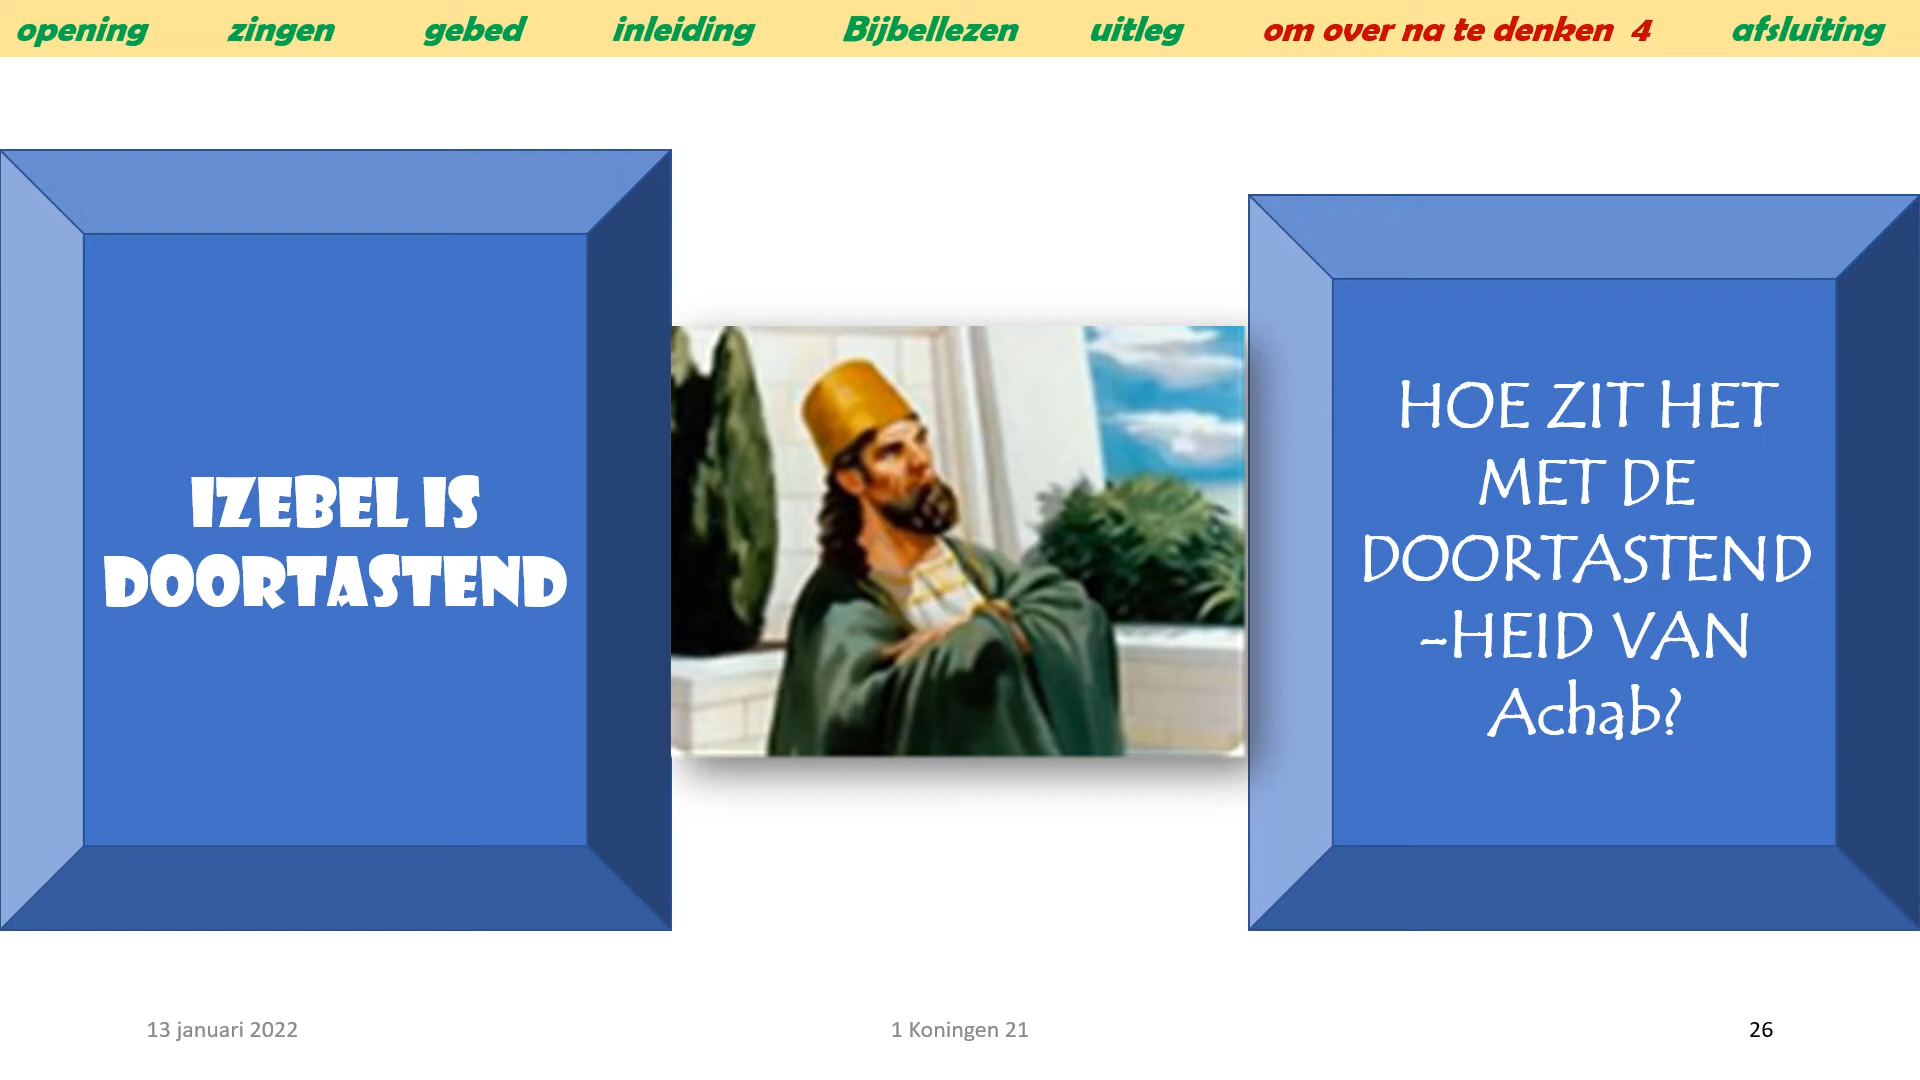 opening zingen gebed inleiding Bijbellezen uitleg om over na te denken 4 afsluiting
IZEBEL IS
DOORTASTEND
HOE ZIT HET
MET DE
DOORTASTEND
-HEID VAN
Achab?
13 januari 2022
1 Koningen 21
26